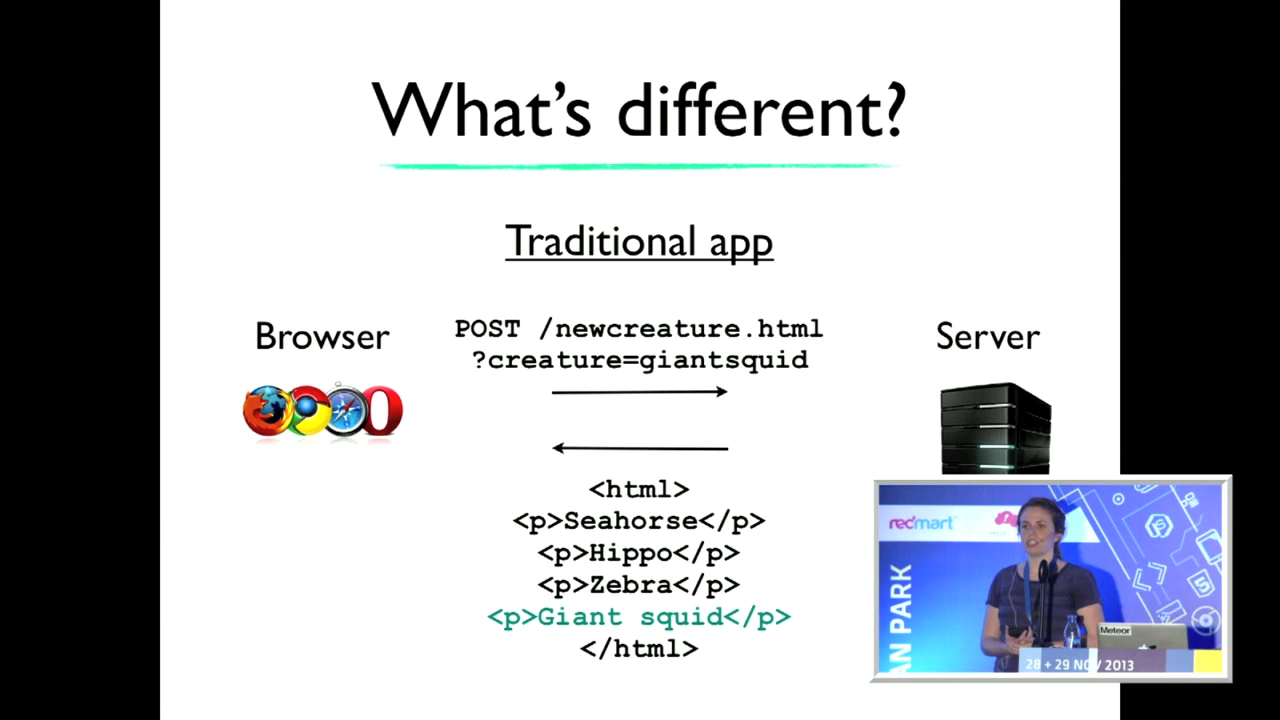 What's different?
Traditional app
Browser
POST /newcreature.html
?creature=giantsquid
Server
<html>
<p>Seahorse</p>
<p>Hippo</p>
<p>Zebra</p>
<p>Giant squid</p>
</html>
redmart
AN PARK
Meteor
28 + 29 NOV 2013